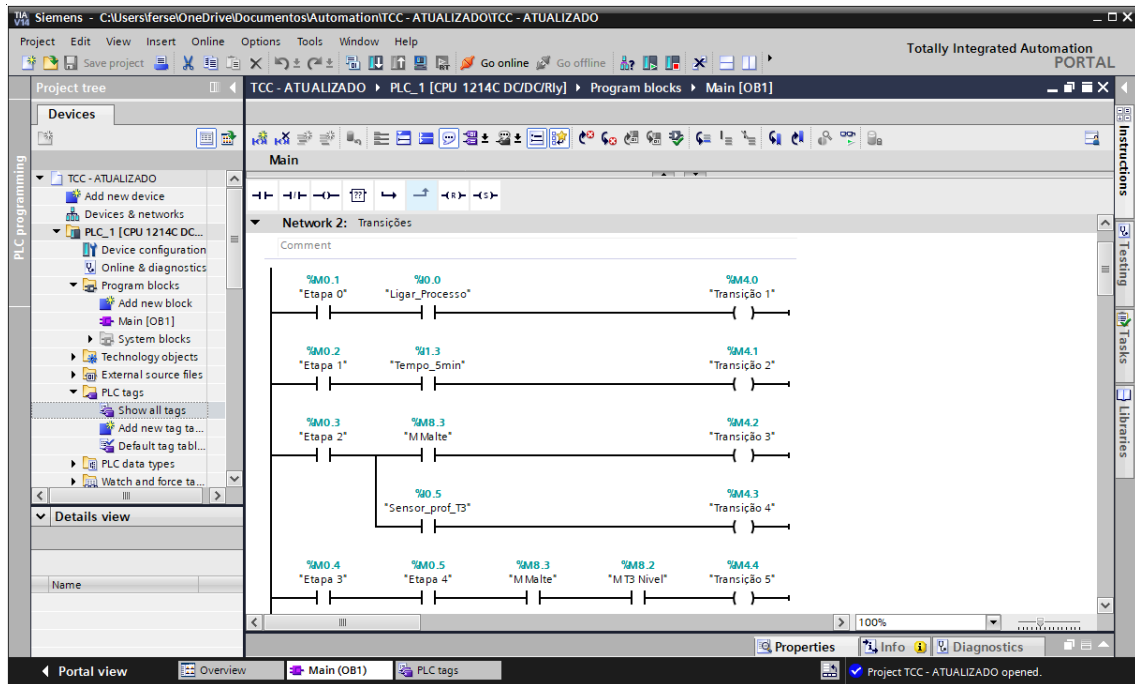 TIA V14 Siemens - C:\Users\ferse\OneDrive\Documentos\Automation\TCC - ATUALIZADO\TCC - ATUALIZADO
Project Edit View Insert Online Options Tools Window Help
Totally Integrated Automation
PORTAL
Save project Go online Go offline
Project tree
TCC - ATUALIZADO PLC_1 [CPU 1214C DC/DC/Rly] Program blocks Main [OB1]
Devices
PLC programming
TCC - ATUALIZADO
Add new device
Devices & networks
PLC_1 [CPU 1214C DC...
Device configuration
Online & diagnostics
Program blocks
Add new block
Main [OB1]
System blocks
Technology objects
External source files
PLC tags
Show all tags
Add new tag ta...
Default tag tabl...
PLC data types
Watch and force ta...
Details view
Name
Main
Network 2: Transições
Comment
%M0.1 %I0.0 %M4.0
"Etapa 0" "Ligar_Processo" "Transição 1"
%M0.2 %I1.3 %M4.1
"Etapa 1" "Tempo_5min" "Transição 2"
%M0.3 %M8.3 %M4.2
"Etapa 2" "M Malte" "Transição 3"
%I0.5 %M4.3
"Sensor_prof_T3" "Transição 4"
%M0.4 %M0.5 %M8.3 %M8.2 %M4.4
"Etapa 3" "Etapa 4" "M Malte" "M T3 Nivel" "Transição 5"
100%
Properties Info Diagnostics
Instructions
Testing
Tasks
Libraries
Portal view Overview Main (OB1) PLC tags Project TCC - ATUALIZADO opened.